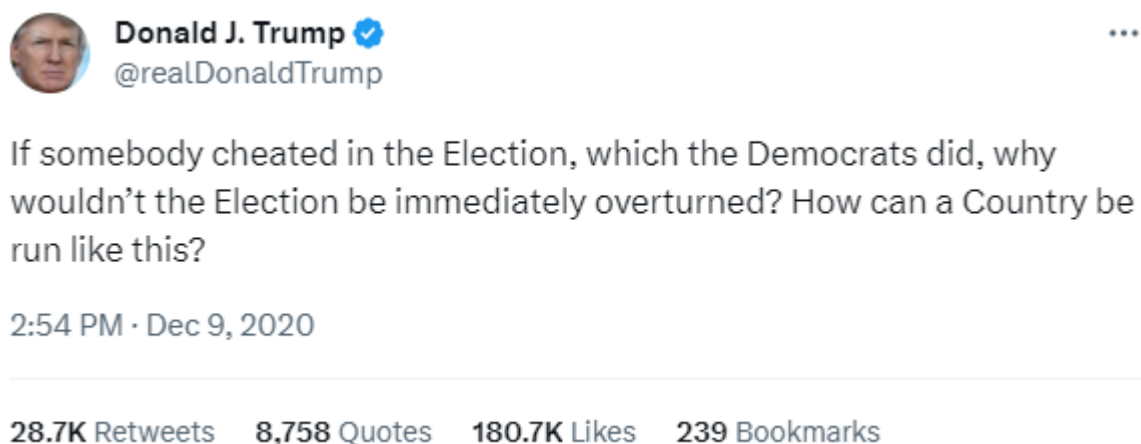 Donald J. Trump
@realDonaldTrump
If somebody cheated in the Election, which the Democrats did, why
wouldn’t the Election be immediately overturned? How can a Country be
run like this?
2:54 PM · Dec 9, 2020
28.7K Retweets 8,758 Quotes 180.7K Likes 239 Bookmarks